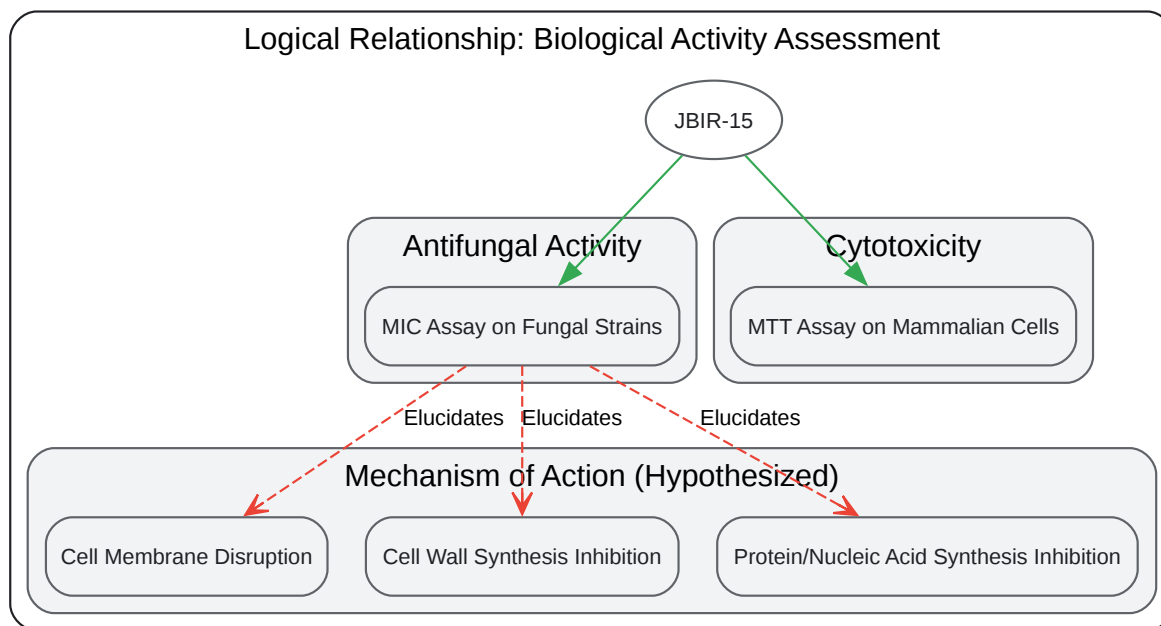 Logical Relationship: Biological Activity Assessment
JBIR-15
Antifungal Activity
Cytotoxicity
MIC Assay on Fungal Strains
MTT Assay on Mammalian Cells
Elucidates
Elucidates
Elucidates
Mechanism of Action (Hypothesized)
Cell Membrane Disruption
Cell Wall Synthesis Inhibition
Protein/Nucleic Acid Synthesis Inhibition